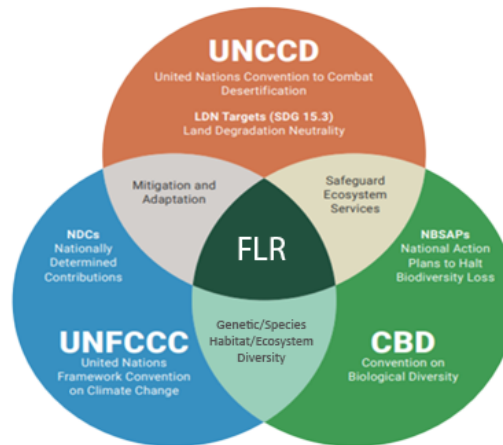 UNCCD
United Nations Convention to Combat
Desertification
LDN Targets (SDG 15.3)
Land Degradation Neutrality
Mitigation and
Adaptation
Safeguard
Ecosystem
Services
NDCs
Nationally
Determined
Contributions
FLR
NBSAPs
National Action
Plans to Halt
Biodiversity Loss
Genetic/Species
Habitat/Ecosystem
Diversity
UNFCCC
United Nations
Framework Convention
on Climate Change
CBD
Convention on
Biological Diversity